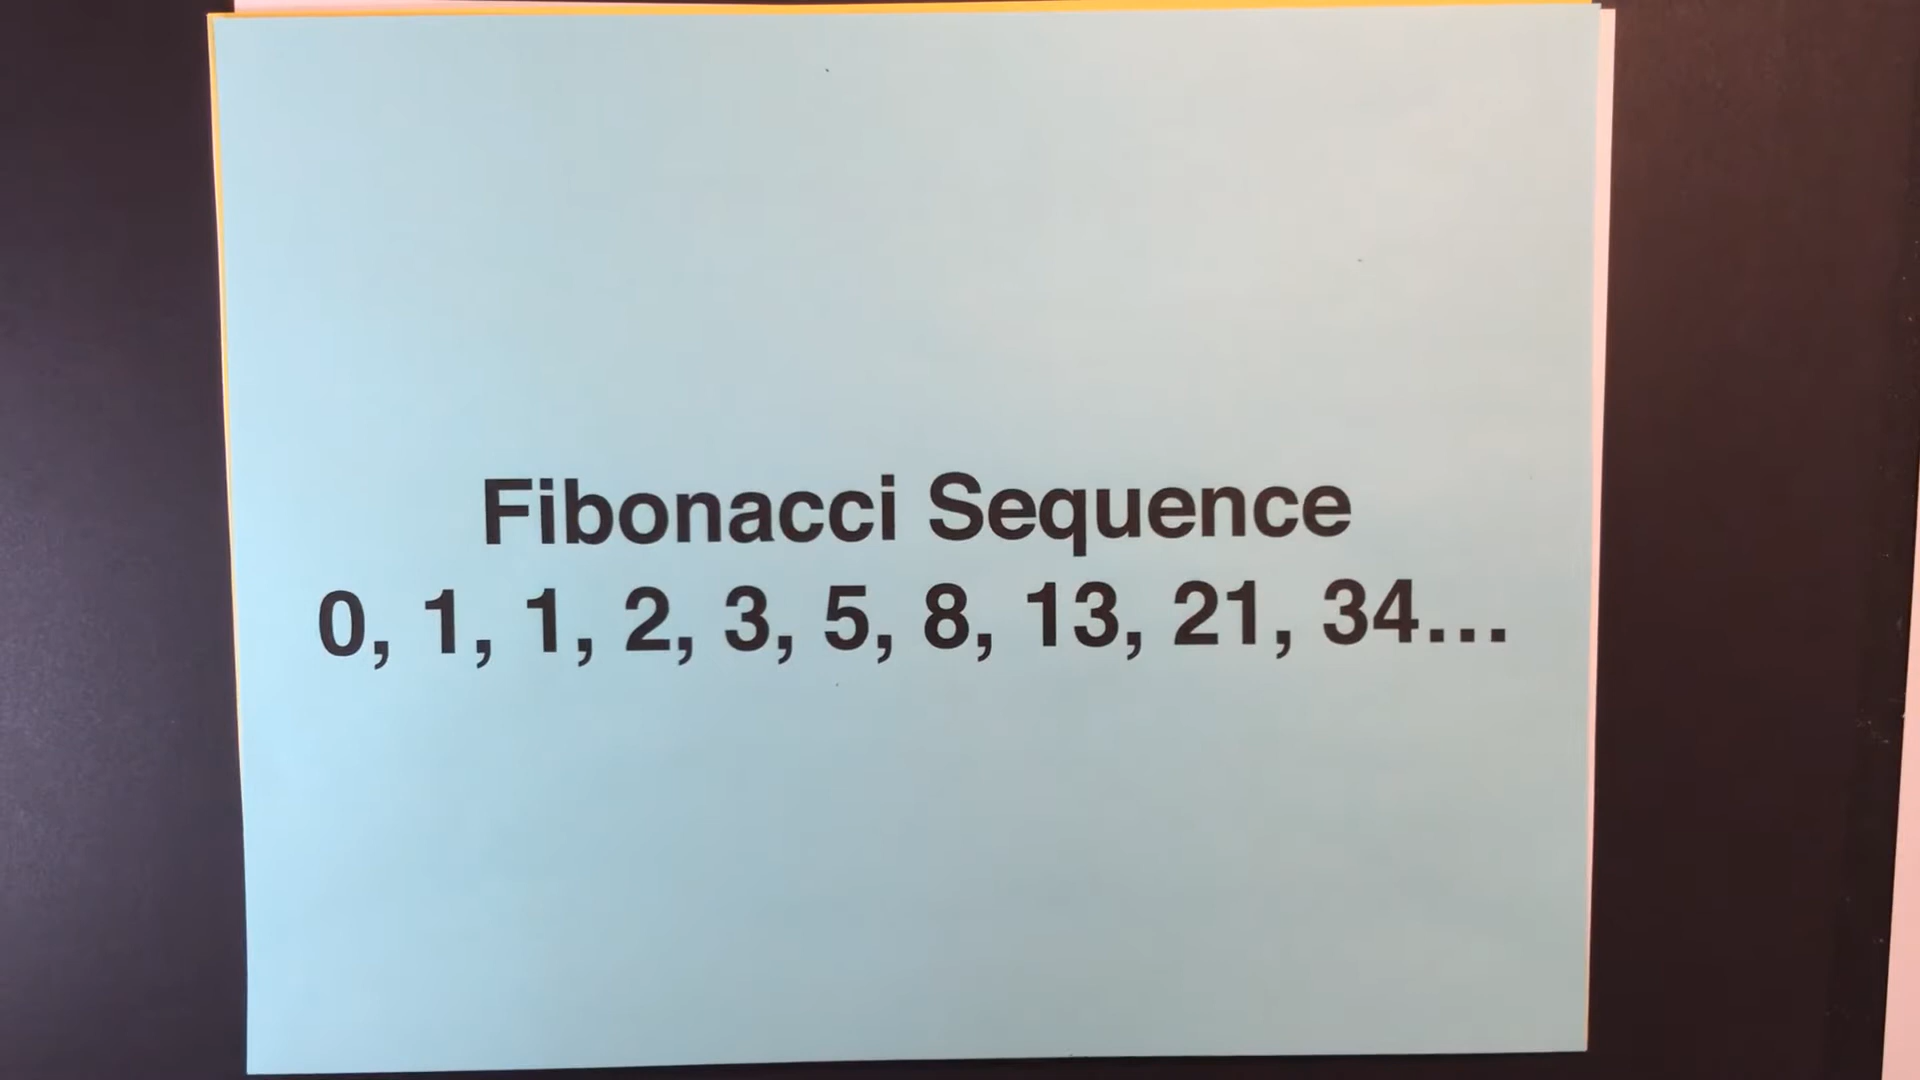 Fibonacci Sequence
0, 1, 1, 2, 3, 5, 8, 13, 21, 34...